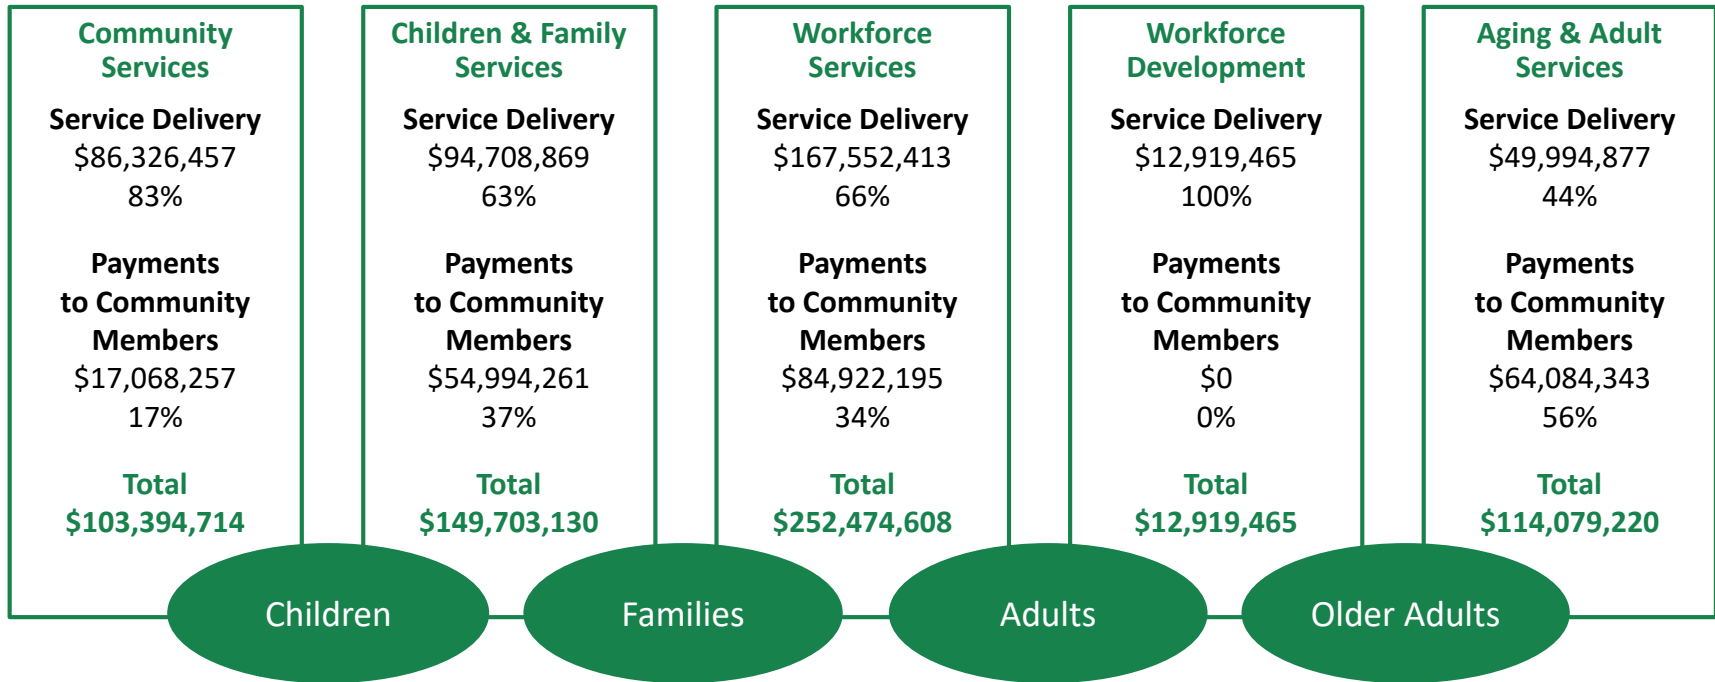 Community
Services
Service Delivery
$86,326,457
83%
Payments
to Community
Members
$17,068,257
17%
Total
$103,394,714
Children & Family
Services
Service Delivery
$94,708,869
63%
Payments
to Community
Members
$54,994,261
37%
Total
$149,703,130
Workforce
Services
Service Delivery
$167,552,413
66%
Payments
to Community
Members
$84,922,195
34%
Total
$252,474,608
Workforce
Development
Service Delivery
$12,919,465
100%
Payments
to Community
Members
$0
0%
Total
$12,919,465
Aging & Adult
Services
Service Delivery
$49,994,877
44%
Payments
to Community
Members
$64,084,343
56%
Total
$114,079,220
Children
Families
Adults
Older Adults